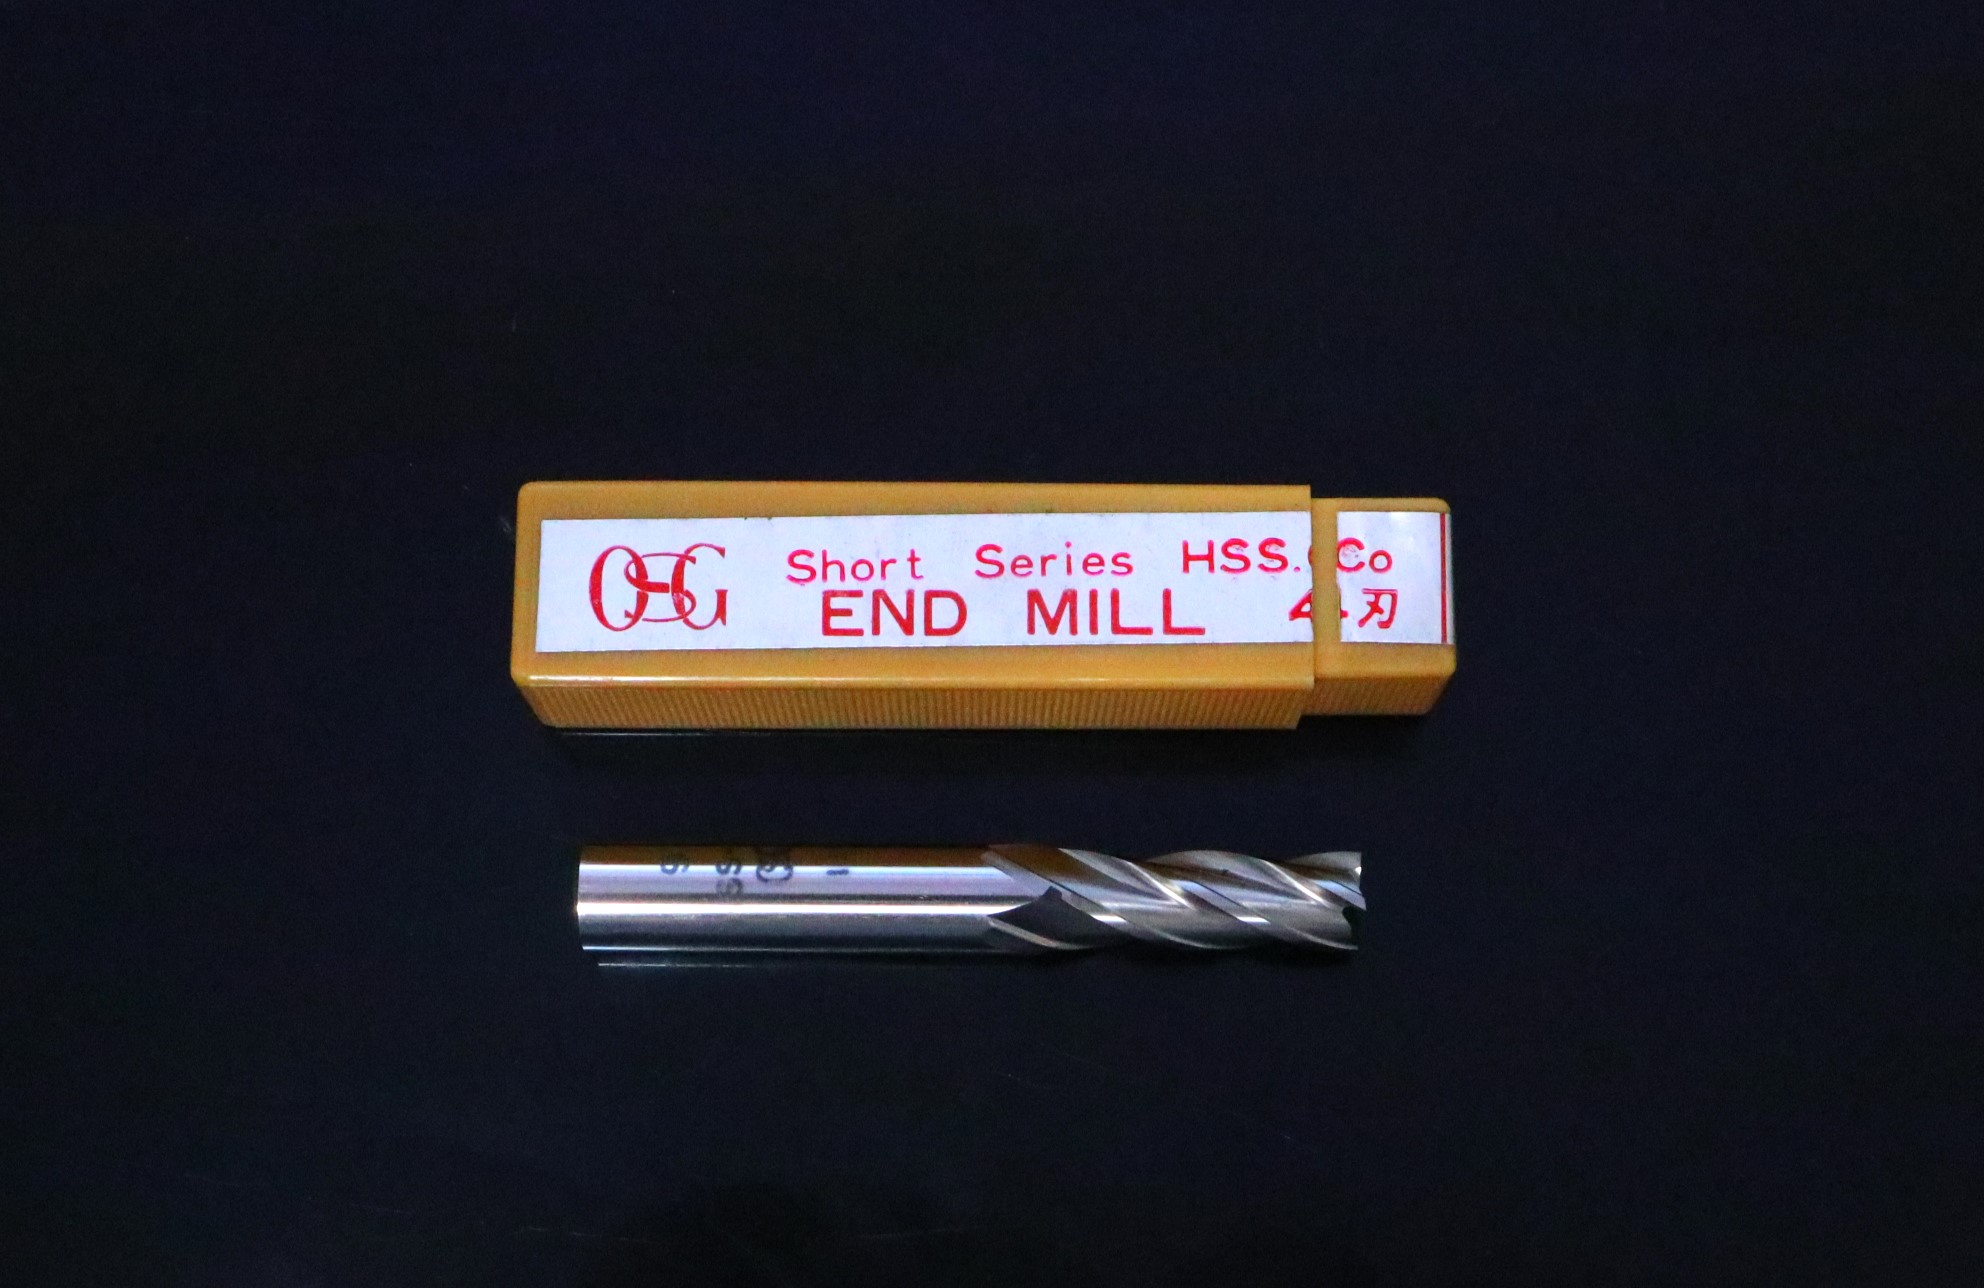 OSG
Short Series HSS.Co
END MILL 4刃